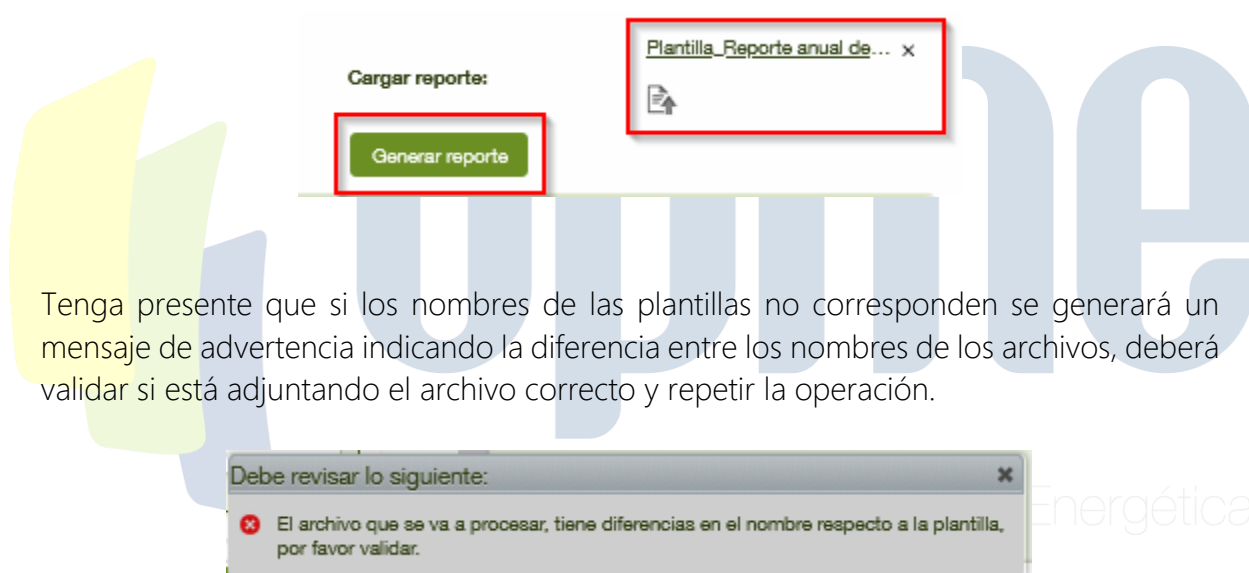 Plantilla_Reporte anual de... x
Cargar reporte:
Generar reporte
upme
Tenga presente que si los nombres de las plantillas no corresponden se generará un
mensaje de advertencia indicando la diferencia entre los nombres de los archivos, deberá
validar si está adjuntando el archivo correcto y repetir la operación.
Debe revisar lo siguiente:
Energética
El archivo que se va a procesar, tiene diferencias en el nombre respecto a la plantilla,
por favor validar.